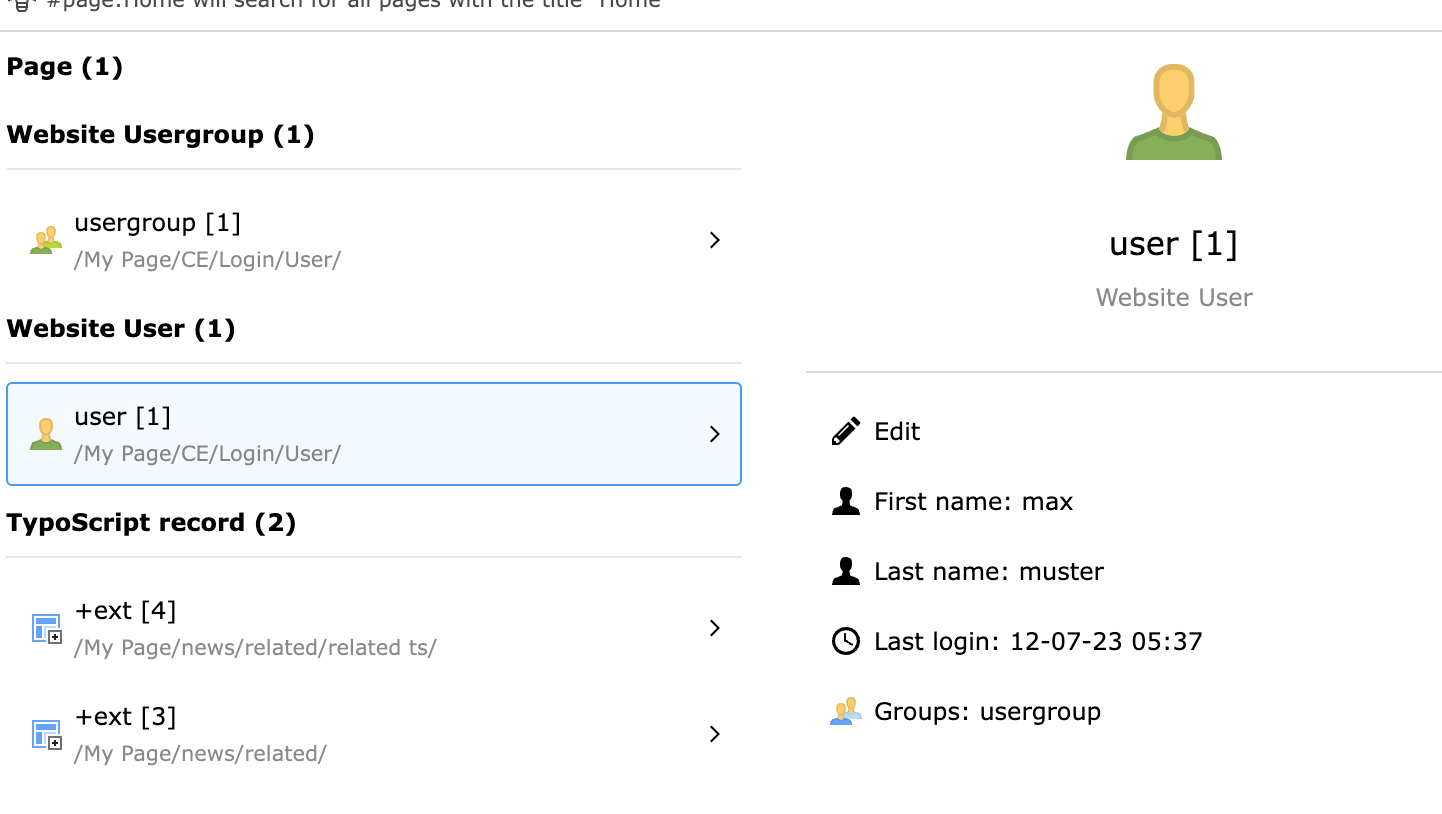 #page:Home will search for all pages with the title "Home"
Page (1)
Website Usergroup (1)
usergroup [1]
/My Page/CE/Login/User/
Website User (1)
user [1]
/My Page/CE/Login/User/
TypoScript record (2)
+ext [4]
/My Page/news/related/related ts/
+ext [3]
/My Page/news/related/
user [1]
Website User
Edit
First name: max
Last name: muster
Last login: 12-07-23 05:37
Groups: usergroup